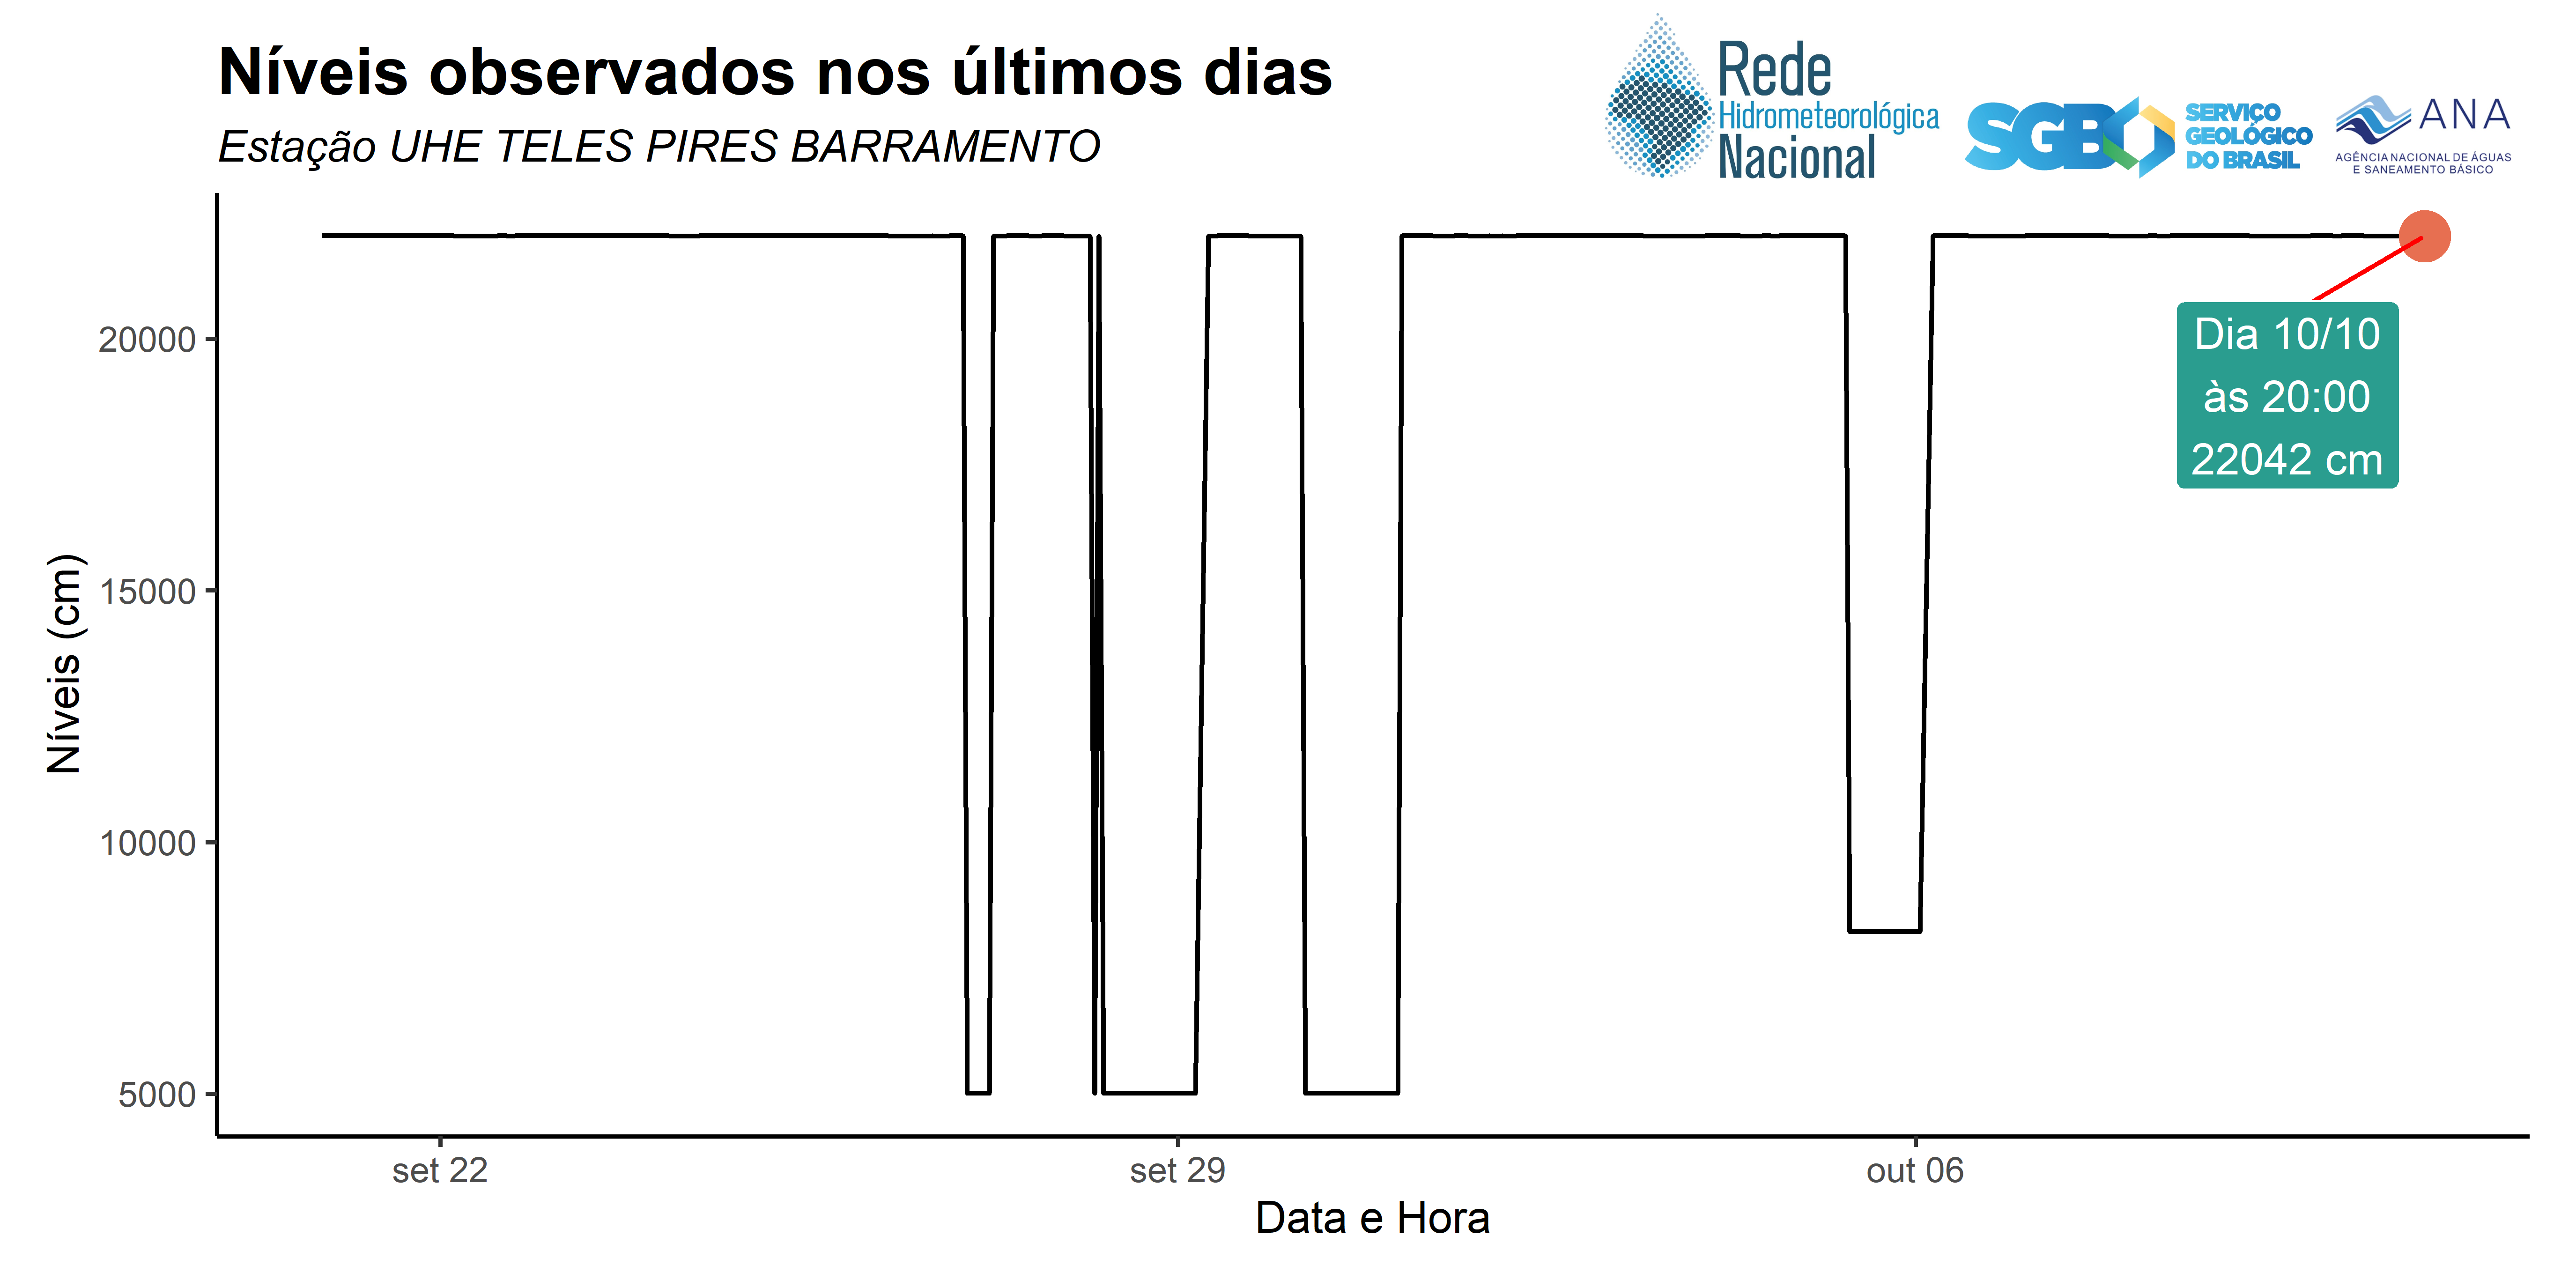 Níveis observados nos últimos dias
Estação UHE TELES PIRES BARRAMENTO
Rede
Hidrometeorológica
Nacional
SGB
SERVIÇO
GEOLÓGICO
DO BRASIL
ANA
AGÊNCIA NACIONAL DE ÁGUAS
E SANEAMENTO BÁSICO
Níveis (cm)
20000
15000
10000
5000
Dia 10/10
às 20:00
22042 cm
set 22
set 29
out 06
Data e Hora